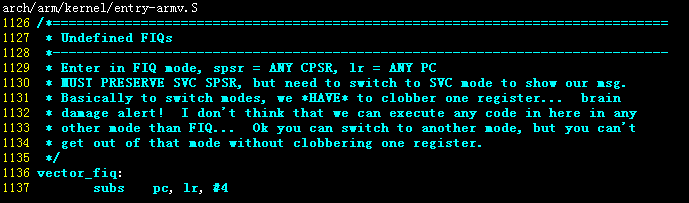 arch/arm/kernel/entry-armv.S
1126 /*=============================================================================
1127  * Undefined FIQs
1128  *-----------------------------------------------------------------------------
1129  * Enter in FIQ mode, spsr = ANY CPSR, lr = ANY PC
1130  * MUST PRESERVE SVC SPSR, but need to switch to SVC mode to show our msg.
1131  * Basically to switch modes, we *HAVE* to clobber one register...  brain
1132  * damage alert!  I don't think that we can execute any code in here in any
1133  * other mode than FIQ...  Ok you can switch to another mode, but you can't
1134  * get out of that mode without clobbering one register.
1135  */
1136 vector_fiq:
1137         subs    pc, lr, #4